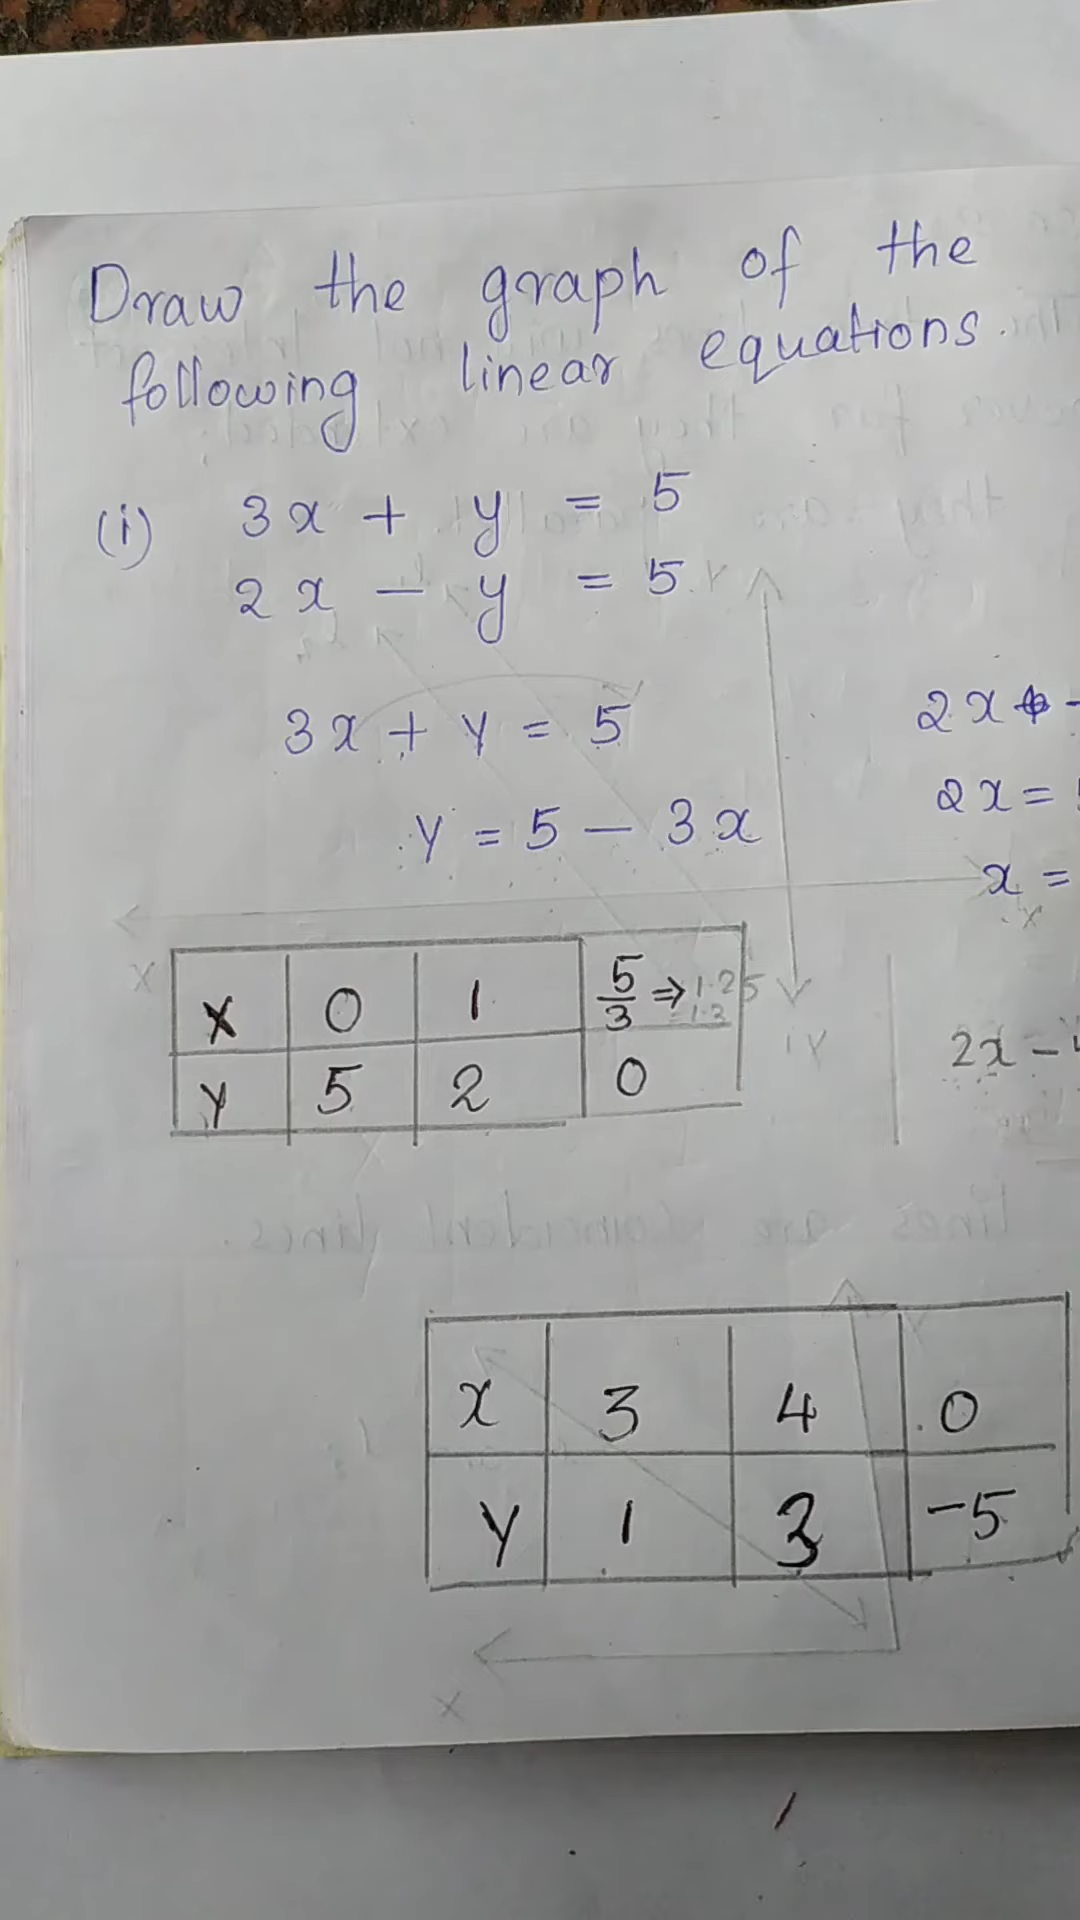 Draw the graph of the
following linear equations.
(i) 3x + y = 5
2x - y = 5
3x + y = 5
y = 5 - 3x
2x
2x =
x =
X 0 1 5/3 ⇒ 1.25
Y 5 2 0
2x -
x 3 4 0
y 1 3 -5